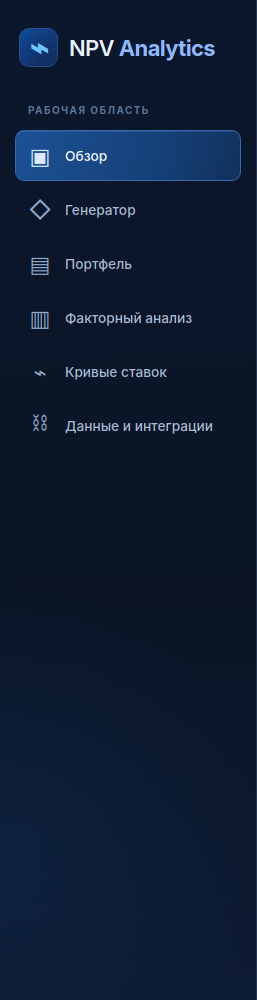 NPV Analytics
РАБОЧАЯ ОБЛАСТЬ
Обзор
Генератор
Портфель
Факторный анализ
Кривые ставок
Данные и интеграции